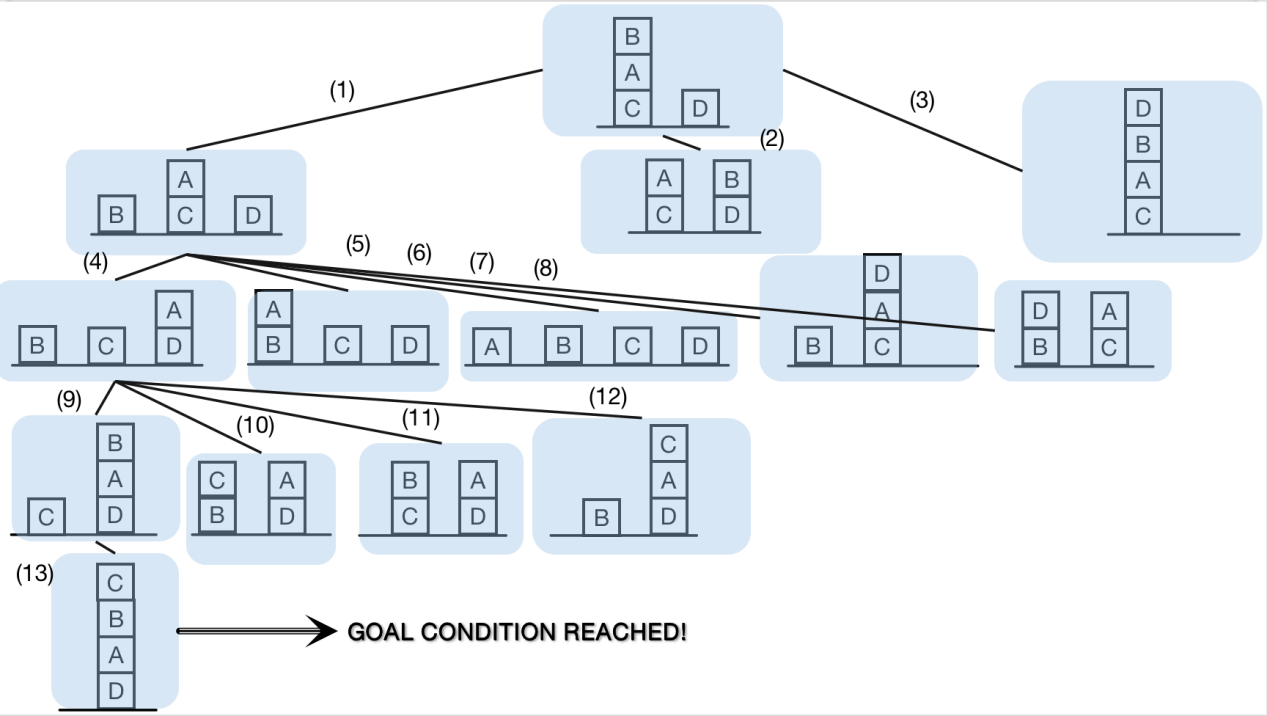 B
A
C D
(1)
(2)
(3)
A
B C D
A B
C D
D
B
A
C
(4)
(5)
(6)
(7)
(8)
A
B C D
A
B C D
A B C D
D
A
B C
D A
B C
(9)
(10)
(11)
(12)
B
A
C D
C A
B D
B A
C D
C
A
B D
(13)
C
B
A
D
GOAL CONDITION REACHED!